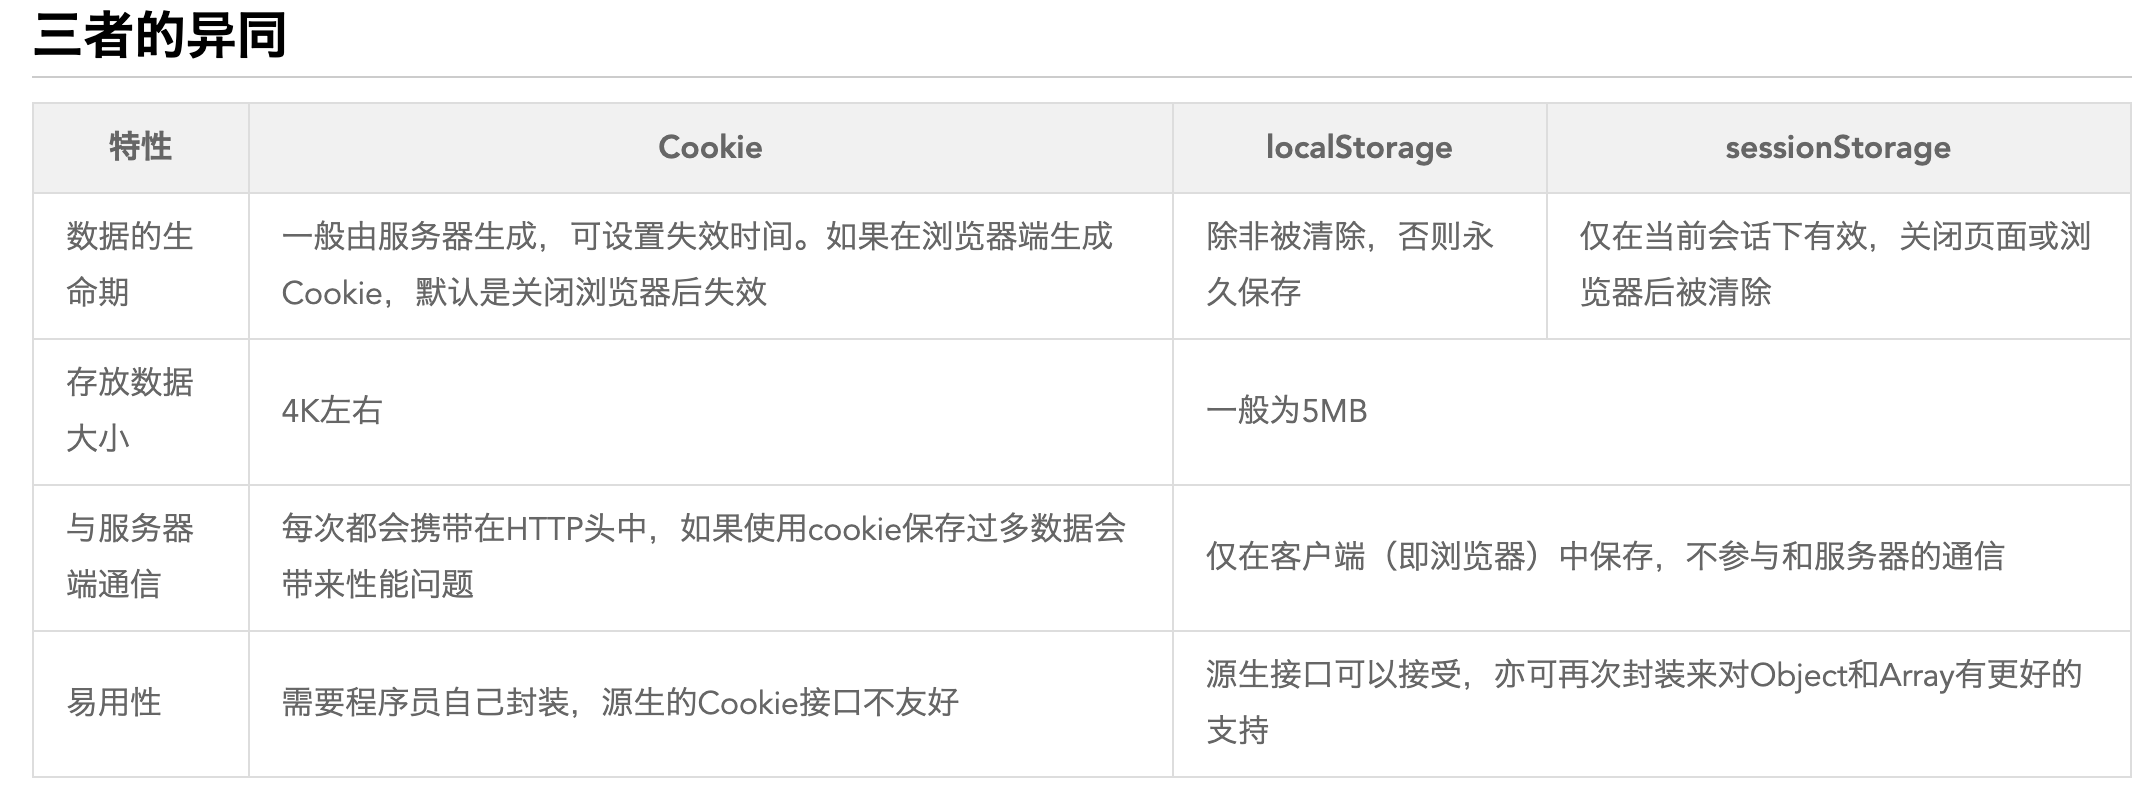 三者的异同
特性
Cookie
localStorage
sessionStorage
数据的生
命期
一般由服务器生成，可设置失效时间。如果在浏览器端生成
Cookie，默认是关闭浏览器后失效
除非被清除，否则永
久保存
仅在当前会话下有效，关闭页面或浏
览器后被清除
存放数据
大小
4K左右
一般为5MB
与服务器
端通信
每次都会携带在HTTP头中，如果使用cookie保存过多数据会
带来性能问题
仅在客户端（即浏览器）中保存，不参与和服务器的通信
易用性
需要程序员自己封装，源生的Cookie接口不友好
源生接口可以接受，亦可再次封装来对Object和Array有更好的
支持